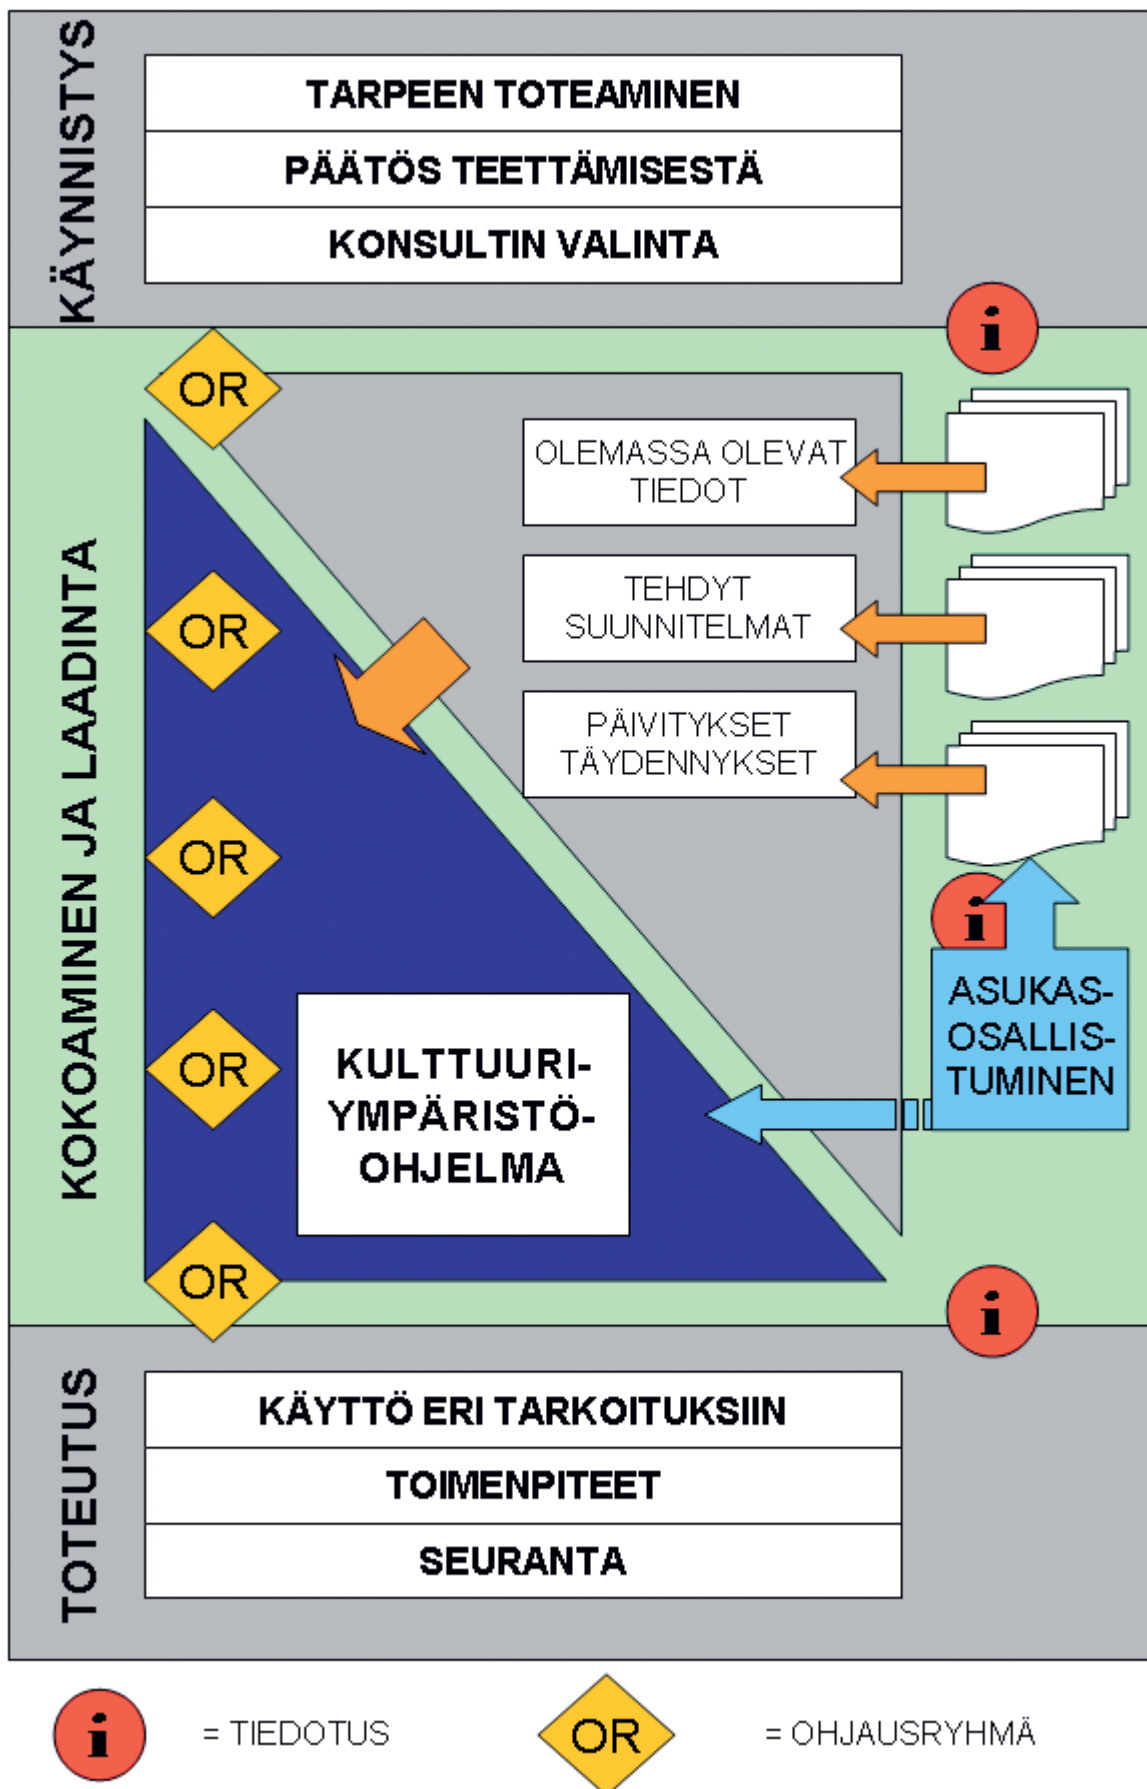 KÄYNNISTYS
TARPEEN TOTEAMINEN
PÄÄTÖS TEETTÄMISESTÄ
KONSULTIN VALINTA
i
KOKOAMINEN JA LAADINTA
OR
OLEMASSA OLEVAT
TIEDOT
OR
TEHDYT
SUUNNITELMAT
PÄIVITYKSET
TÄYDENNYKSET
OR
i
ASUKAS-
OSALLIS-
TUMINEN
OR
KULTTUURI-
YMPÄRISTÖ-
OHJELMA
OR
i
TOTEUTUS
KÄYTTÖ ERI TARKOITUKSIIN
TOIMENPITEET
SEURANTA
i = TIEDOTUS
OR = OHJAUSRYHMÄ